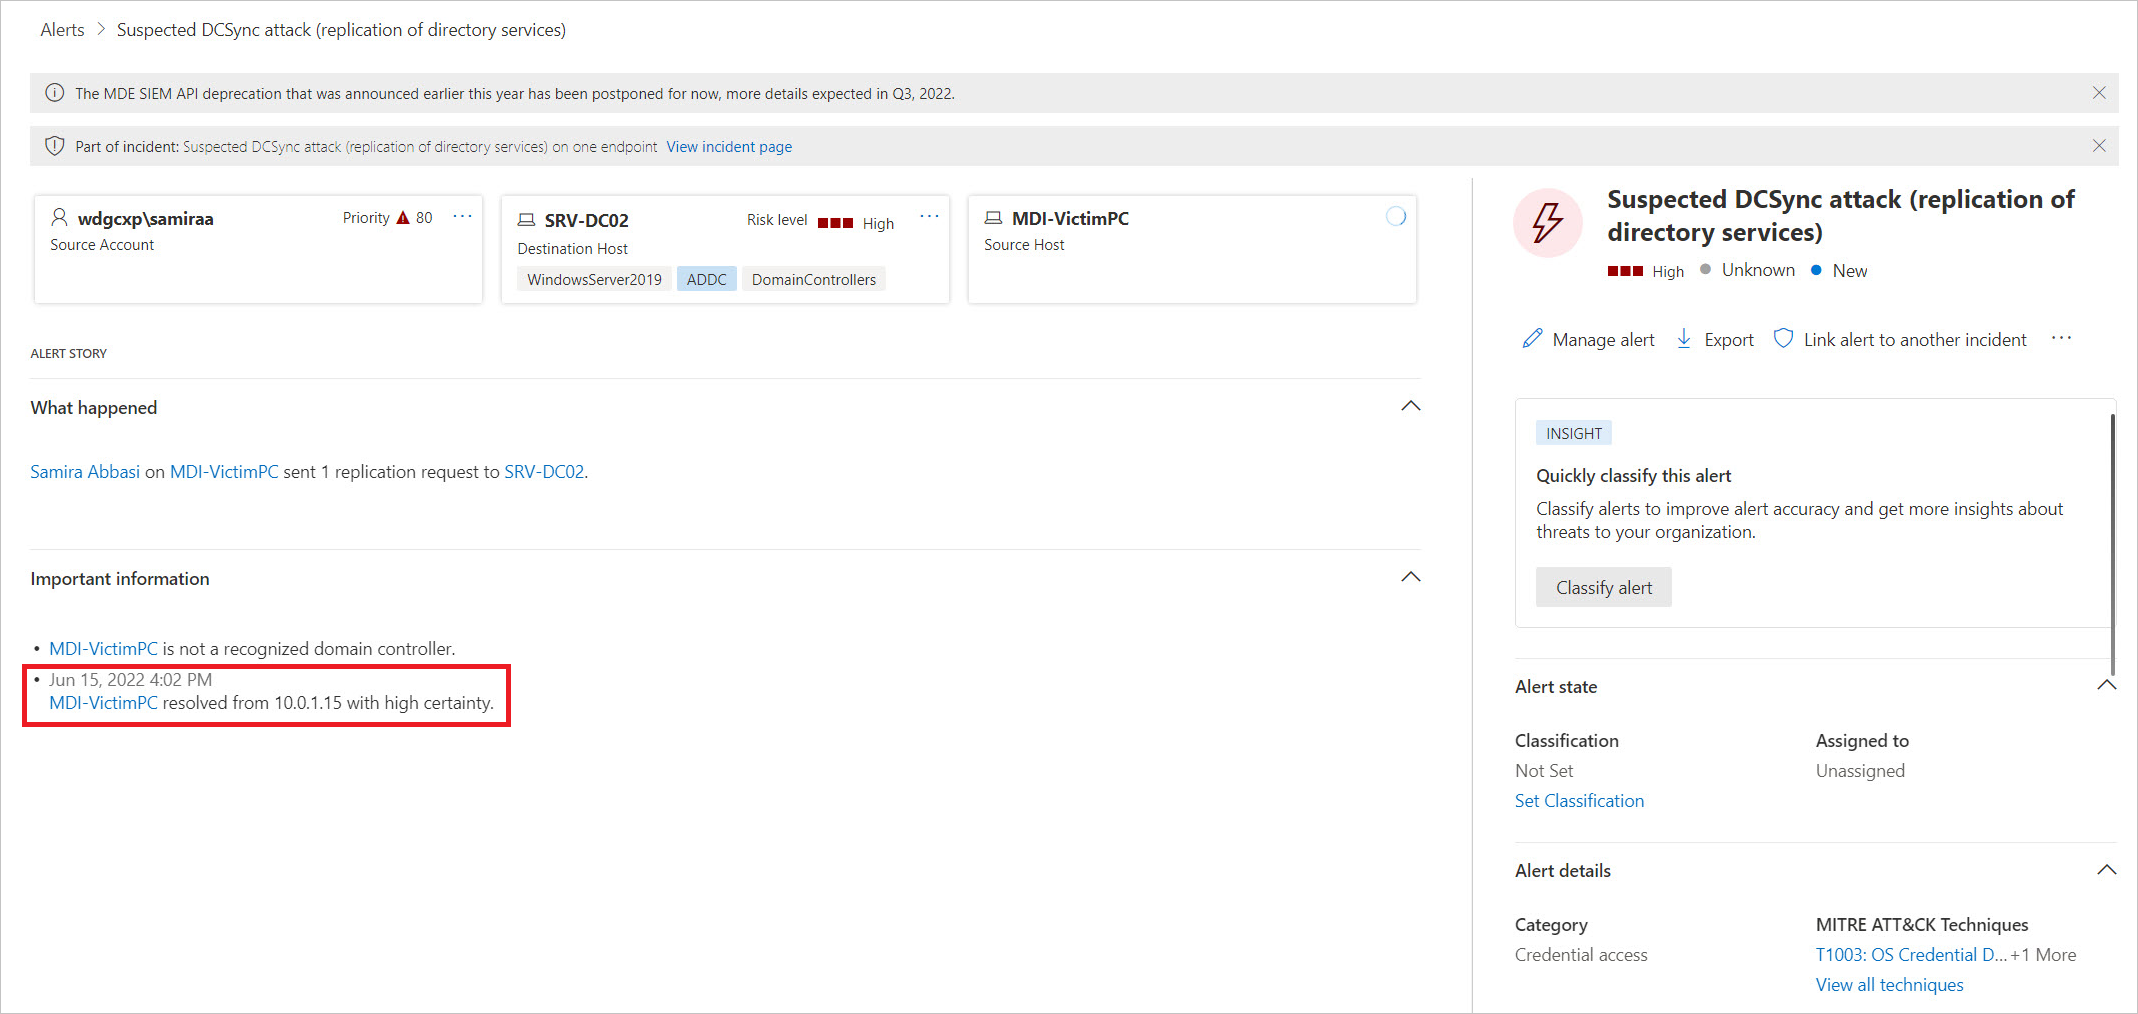 Alerts > Suspected DCSync attack (replication of directory services)
The MDE SIEM API deprecation that was announced earlier this year has been postponed for now, more details expected in Q3, 2022.
Part of incident: Suspected DCSync attack (replication of directory services) on one endpoint View incident page
wdgcxp\samiraa
Priority 80 ...
Source Account
SRV-DC02
Risk level High ...
Destination Host
WindowsServer2019 ADDC DomainControllers
MDI-VictimPC
Source Host
ALERT STORY
What happened
Samira Abbasi on MDI-VictimPC sent 1 replication request to SRV-DC02.
Important information
• MDI-VictimPC is not a recognized domain controller.
• Jun 15, 2022 4:02 PM
MDI-VictimPC resolved from 10.0.1.15 with high certainty.
Suspected DCSync attack (replication of
directory services)
High Unknown New
Manage alert Export Link alert to another incident ...
INSIGHT
Quickly classify this alert
Classify alerts to improve alert accuracy and get more insights about
threats to your organization.
Classify alert
Alert state
Classification
Not Set
Set Classification
Assigned to
Unassigned
Alert details
Category
Credential access
MITRE ATT&CK Techniques
T1003: OS Credential D... +1 More
View all techniques